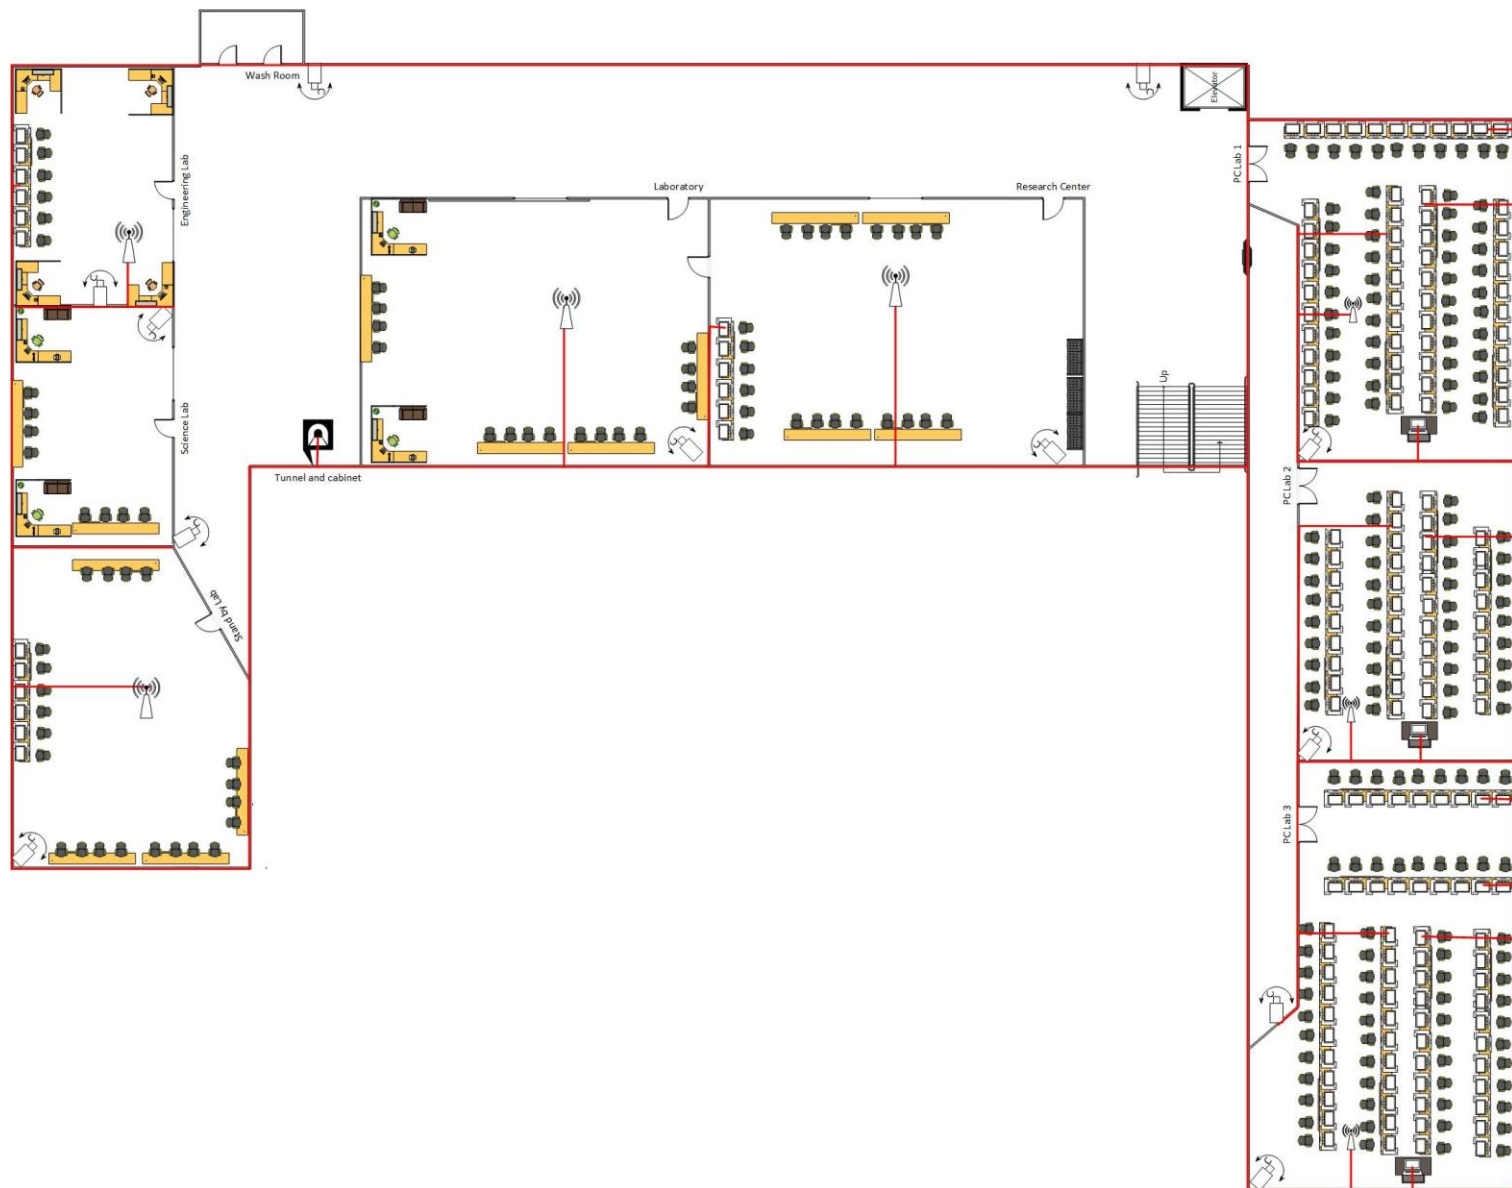 Wash Room
Elevator
PC Lab 1
Engineering Lab
Laboratory
Research Center
Up
Science Lab
Tunnel and cabinet
PC Lab 2
Stand by Lab
PC Lab 3